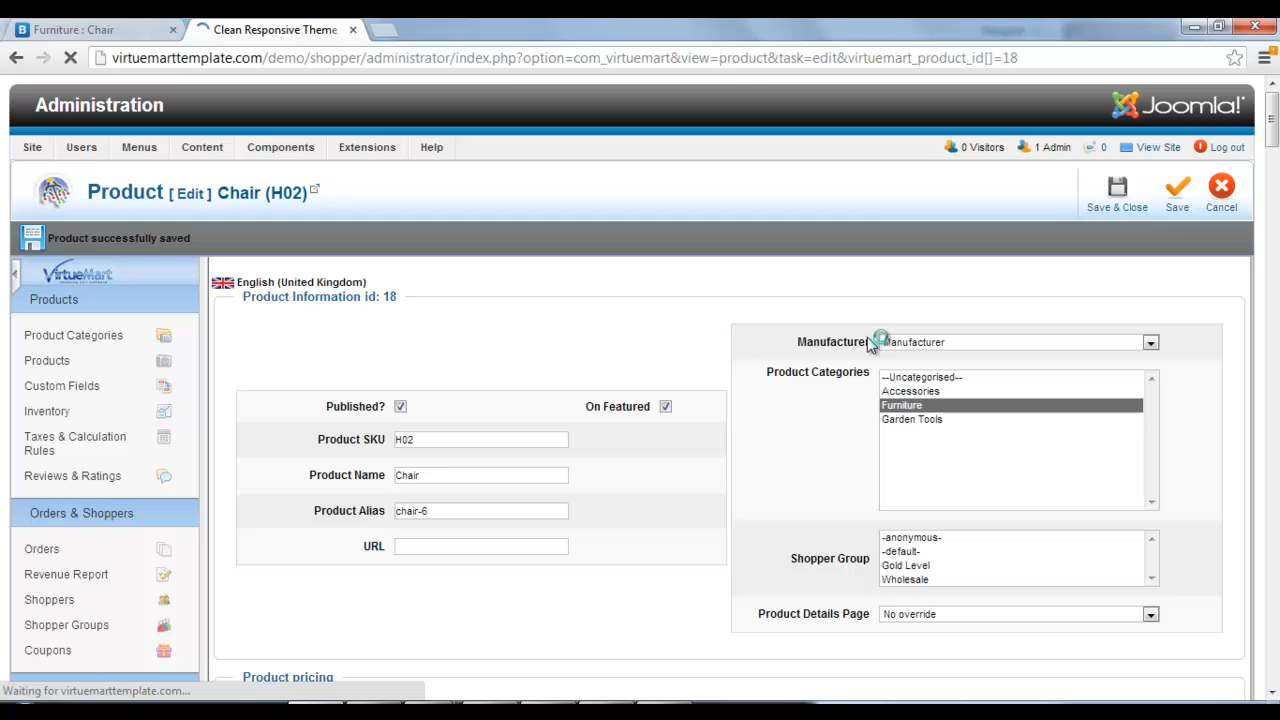 Furniture : Chair
Clean Responsive Theme
virtuemarttemplate.com/demo/shopper/administrator/index.php?option=com_virtuemart&view=product&task=edit&virtuemart_product_id[]=18
Administration
Joomla!
Site Users Menus Content Components Extensions Help
0 Visitors 1 Admin 0 View Site Log out
Product [ Edit ] Chair (H02)
Save & Close Save Cancel
Product successfully saved
VirtueMart
Products
Product Categories
Products
Custom Fields
Inventory
Taxes & Calculation
Rules
Reviews & Ratings
Orders & Shoppers
Orders
Revenue Report
Shoppers
Shopper Groups
Coupons
English (United Kingdom)
Product Information id: 18
Published?
On Featured
Product SKU H02
Product Name Chair
Product Alias chair-6
URL
Manufacturer Manufacturer
Product Categories
--Uncategorised--
Accessories
Furniture
Garden Tools
Shopper Group
-anonymous-
-default-
Gold Level
Wholesale
Product Details Page No override
Product pricing
Waiting for virtuemarttemplate.com...